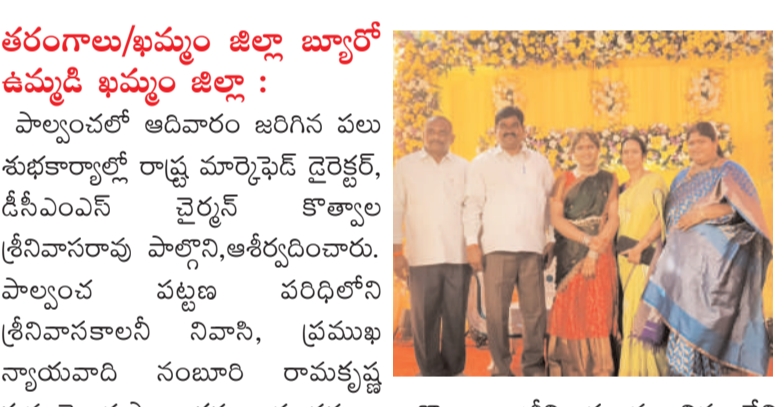 తరంగాలు/ఖమ్మం జిల్లా బ్యూరో
ఉమ్మడి ఖమ్మం జిల్లా :
పాల్వంచలో ఆదివారం జరిగిన పలు
శుభకార్యాల్లో రాష్ట్ర మార్కెఫెడ్ డైరెక్టర్,
డీసీఎంఎస్ చైర్మన్ కొత్వాల
శ్రీనివాసరావు పాల్గొని,ఆశీర్వదించారు.
పాల్వంచ పట్టణ పరిధిలోని
శ్రీనివాసకాలనీ నివాసి, ప్రముఖ
న్యాయవాది నంబూరి రామకృష్ణ